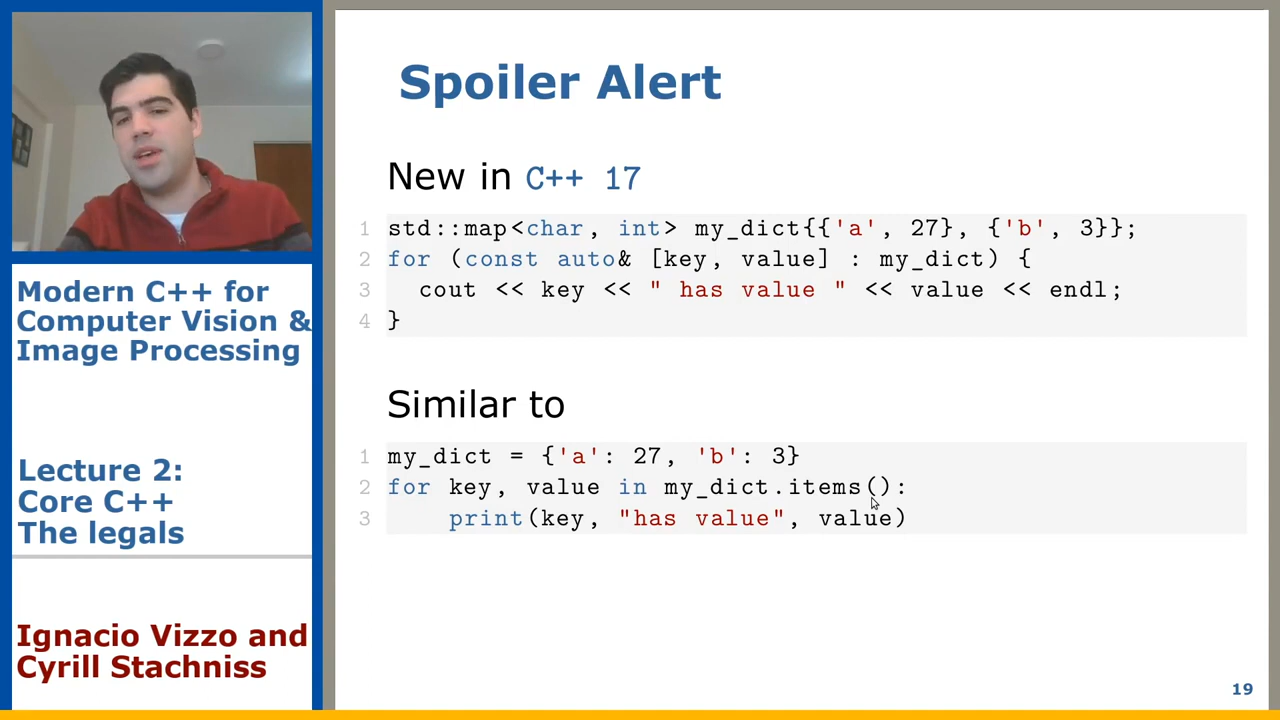 Modern C++ for
Computer Vision &
Image Processing
Lecture 2:
Core C++
The legals
Ignacio Vizzo and
Cyrill Stachniss
Spoiler Alert
New in C++ 17
1 std::map<char, int> my_dict{{'a', 27}, {'b', 3}};
2 for (const auto& [key, value] : my_dict) {
3   cout << key << " has value " << value << endl;
4 }
Similar to
1 my_dict = {'a': 27, 'b': 3}
2 for key, value in my_dict.items():
3     print(key, "has value", value)
19